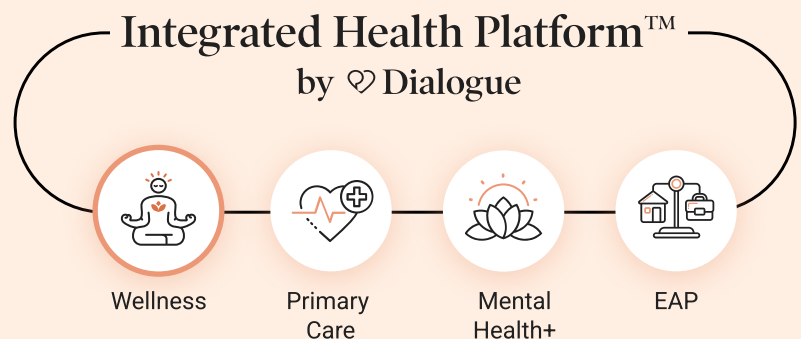 Integrated Health Platform™
by Dialogue
Wellness
Primary
Care
Mental
Health+
EAP